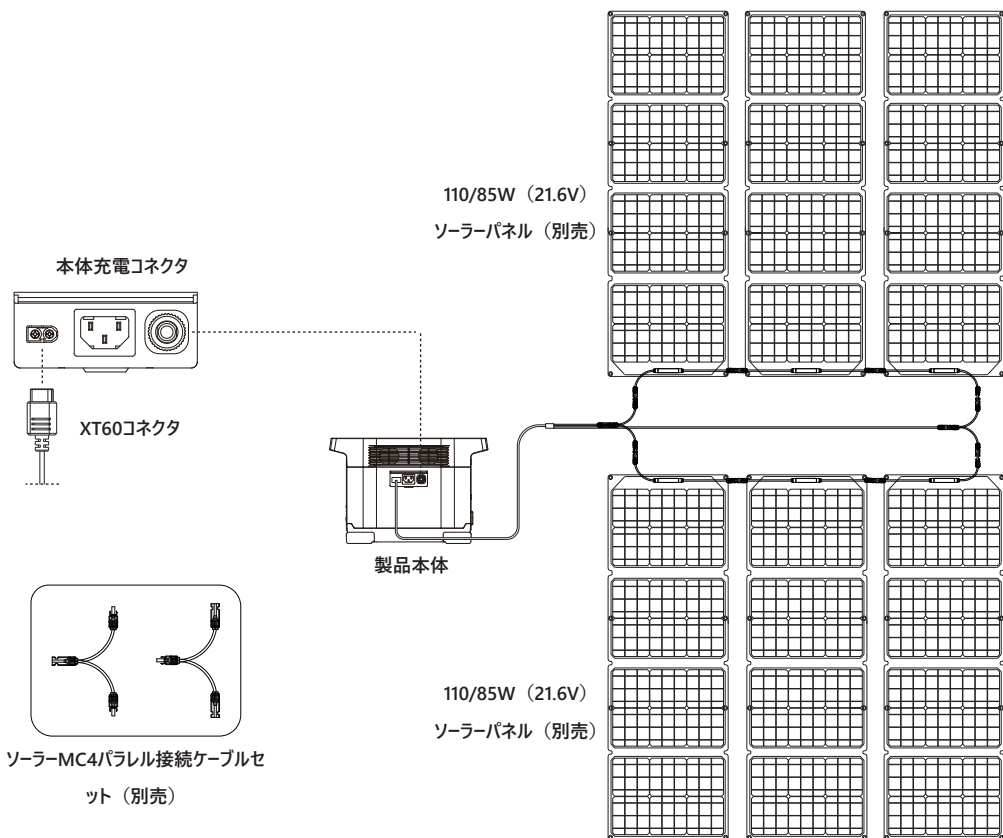 110/85W（21.6V）
ソーラーパネル（別売）
本体充電コネクタ
XT60コネクタ
製品本体
110/85W（21.6V）
ソーラーパネル（別売）
ソーラーMC4パラレル接続ケーブルセ
ット（別売）